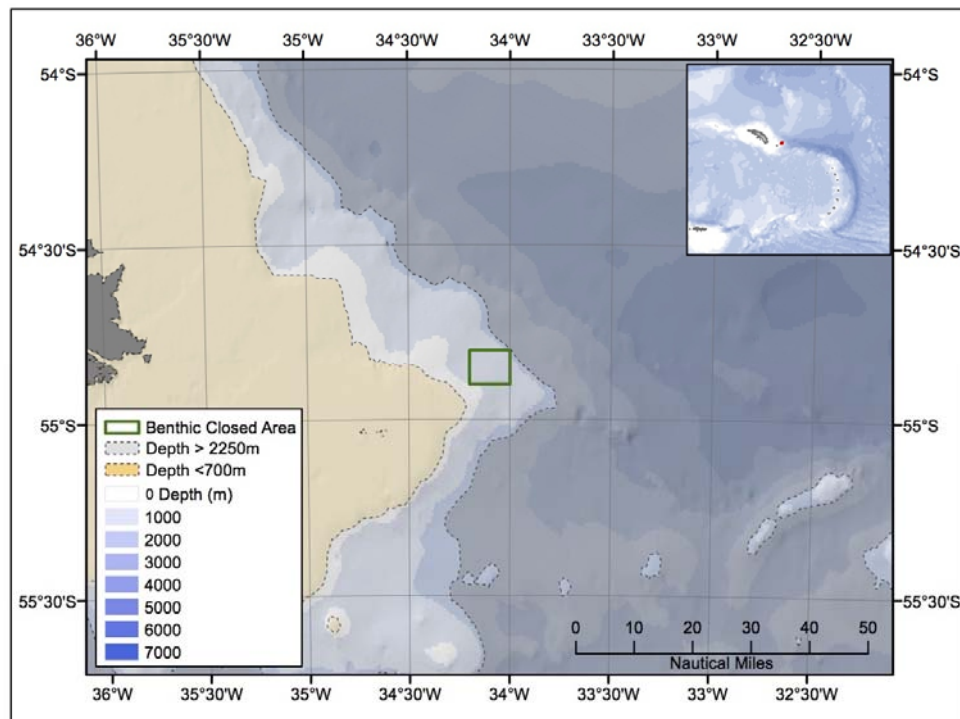 36°W 35°30'W 35°W 34°30'W 34°W 33°30'W 33°W 32°30'W
54°S 54°S
54°30'S 54°30'S
55°S 55°S
55°30'S 55°30'S
Benthic Closed Area
Depth > 2250m
Depth <700m
0 Depth (m)
1000
2000
3000
4000
5000
6000
7000
0 10 20 30 40 50
Nautical Miles
36°W 35°30'W 35°W 34°30'W 34°W 33°30'W 33°W 32°30'W